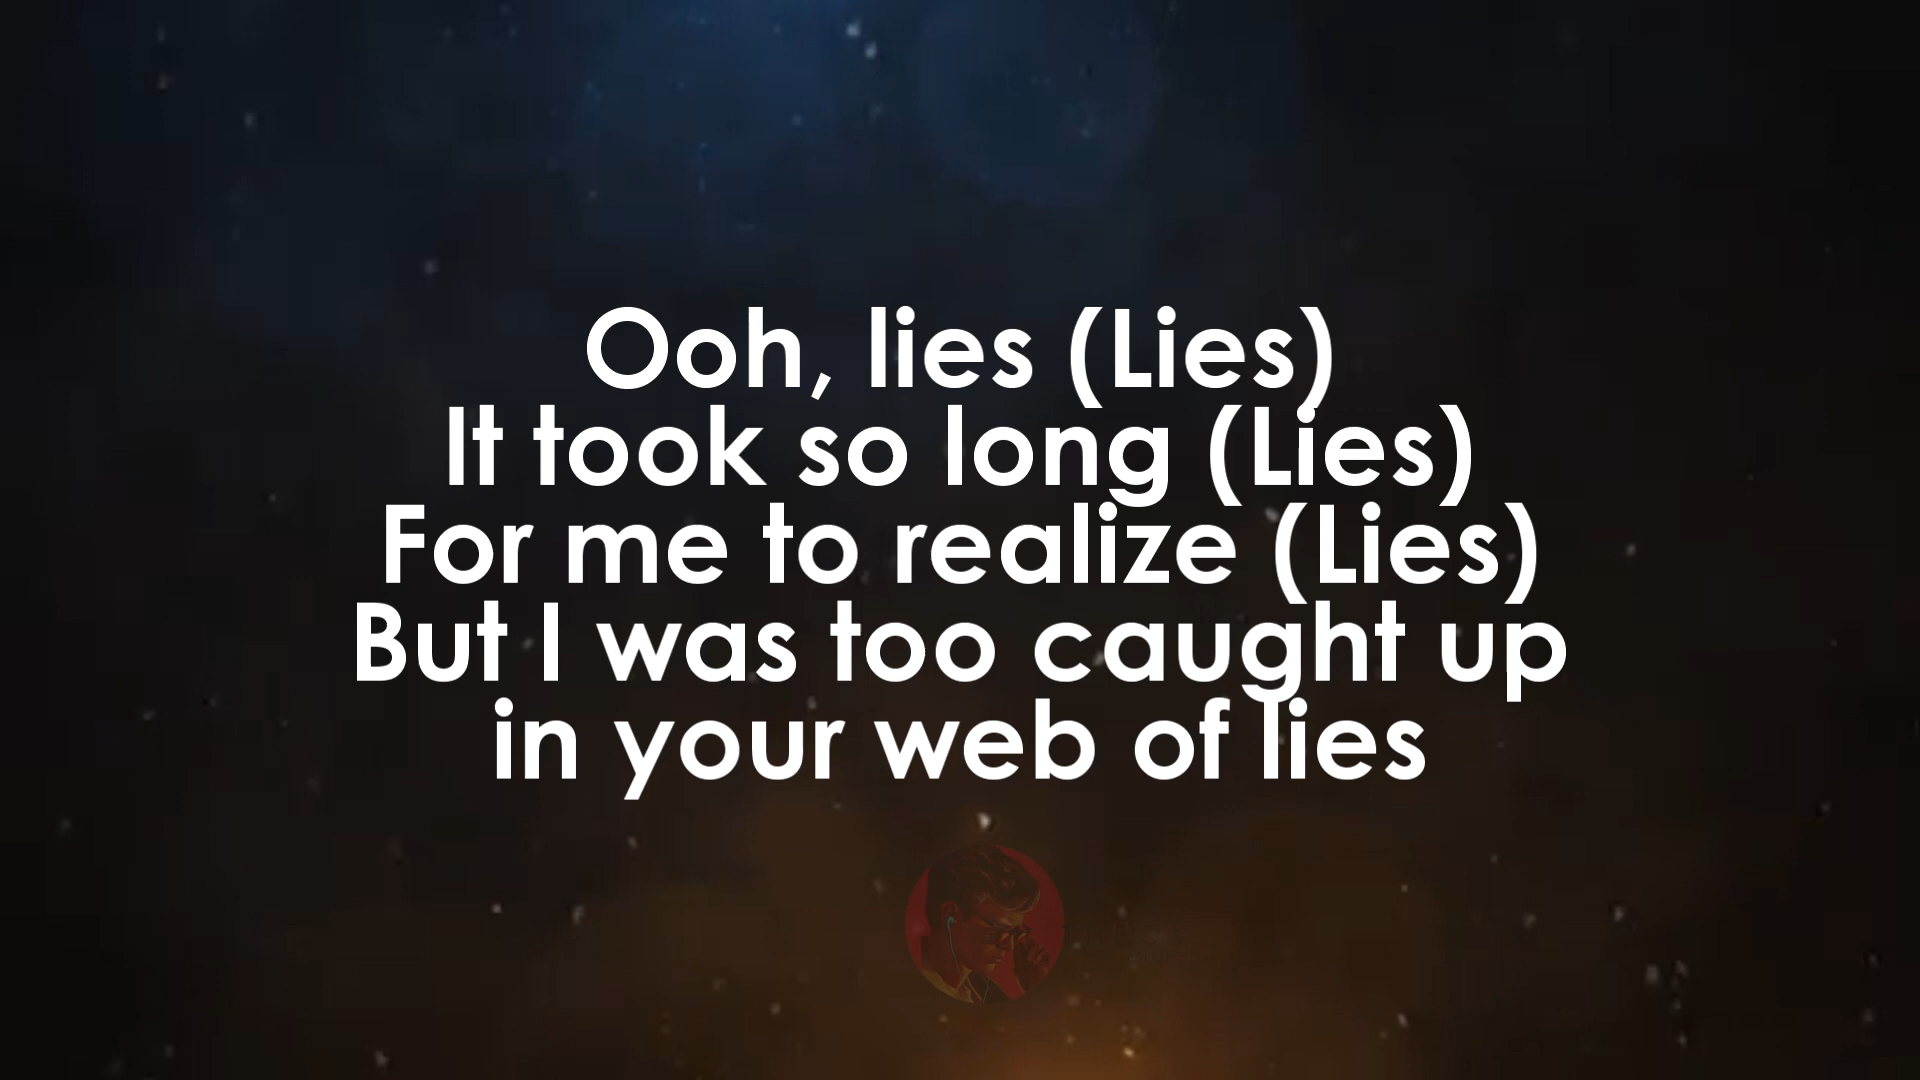 Ooh, lies (Lies)
It took so long (Lies)
For me to realize (Lies)
But I was too caught up
in your web of lies